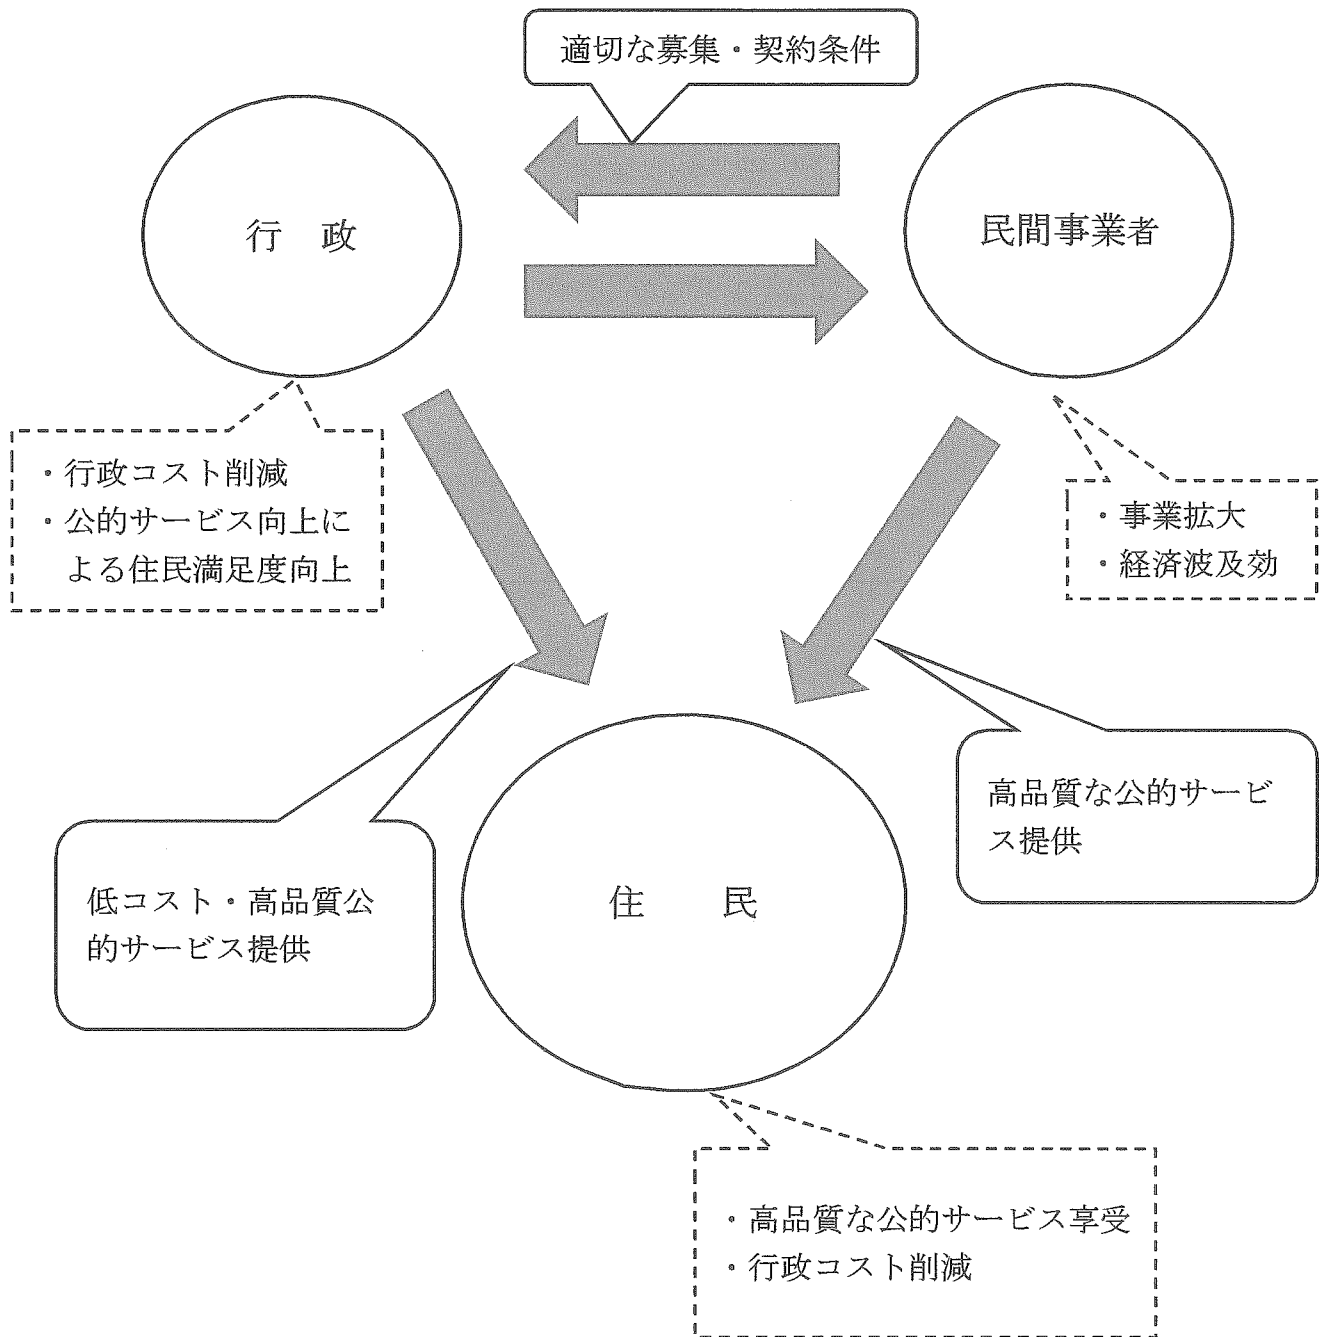 適切な募集・契約条件
行　政
民間事業者
・行政コスト削減
・公的サービス向上に
よる住民満足度向上
・事業拡大
・経済波及効
高品質な公的サービ
ス提供
低コスト・高品質公
的サービス提供
住　　民
・高品質な公的サービス享受
・行政コスト削減